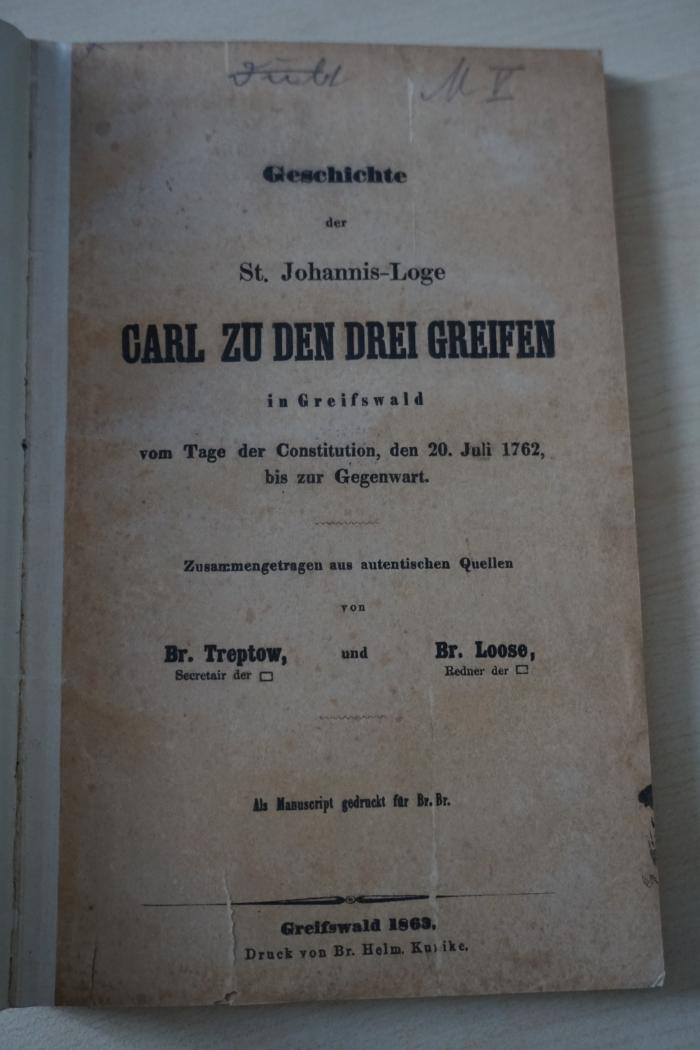 M V
Geschichte
der
St. Johannis-Loge
CARL ZU DEN DREI GREIFEN
in Greifswald
vom Tage der Constitution, den 20. Juli 1762,
bis zur Gegenwart.
Zusammengetragen aus autentischen Quellen
von
Br. Treptow, und Br. Loose,
Secretair der □ Redner der □
Als Manuscript gedruckt für Br. Br.
Greifswald 1863.
Druck von Br. Helm.